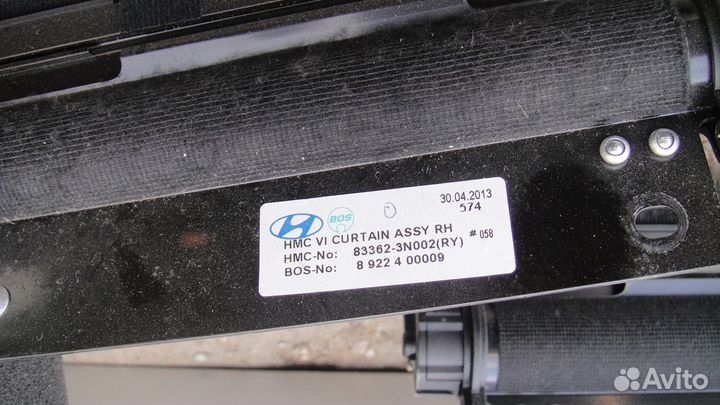 BOS
30.04.2013
574
HMC VI CURTAIN ASSY RH
HMC-No: 83362-3N002(RY) # 058
BOS-No: 8 922 4 00009
Avito